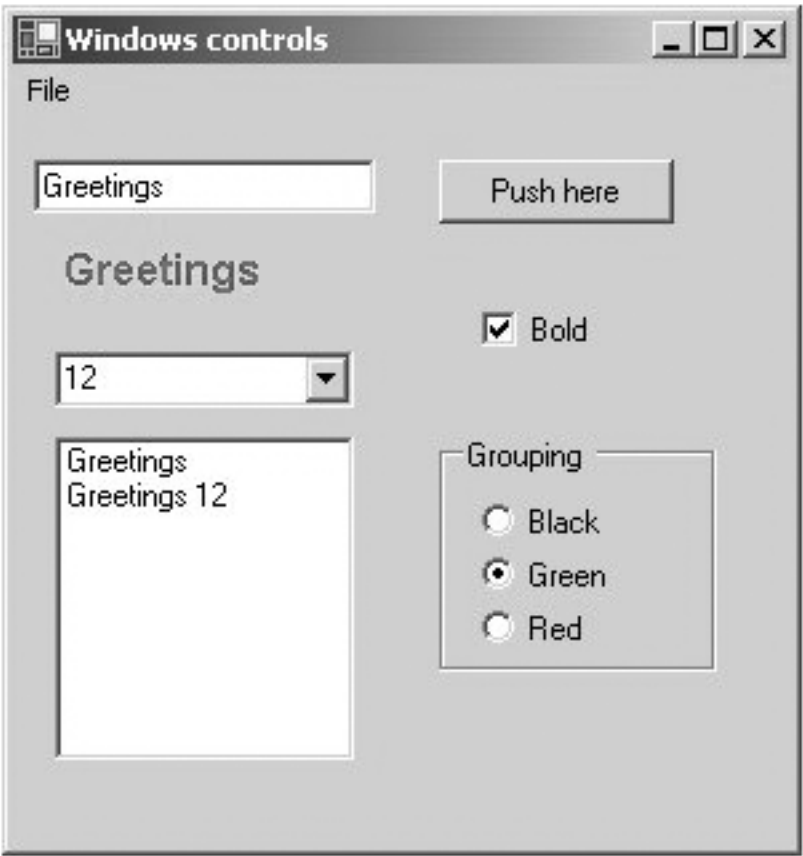 Windows controls
File
Greetings
Push here
Greetings
Bold
12
Greetings
Greetings 12
Grouping
Black
Green
Red